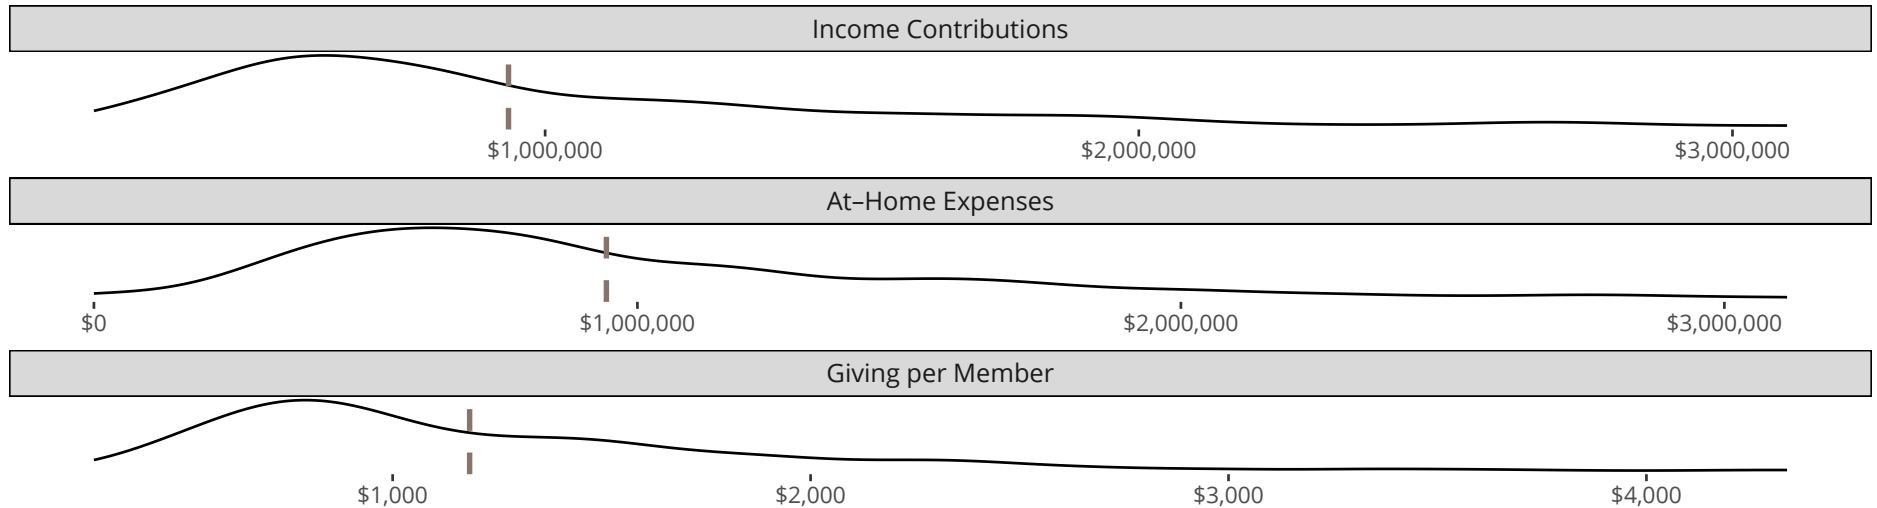 Income Contributions
$1,000,000 $2,000,000 $3,000,000
At–Home Expenses
$0 $1,000,000 $2,000,000 $3,000,000
Giving per Member
$1,000 $2,000 $3,000 $4,000